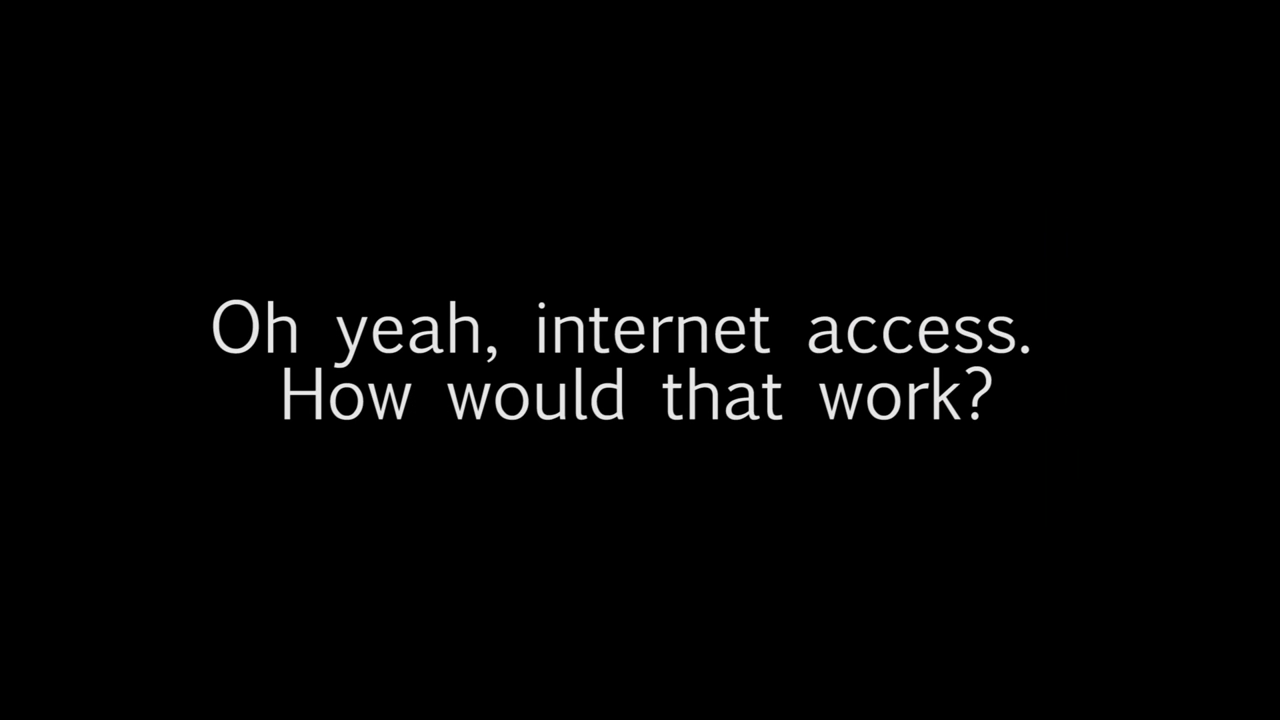 Oh yeah, internet access.
How would that work?